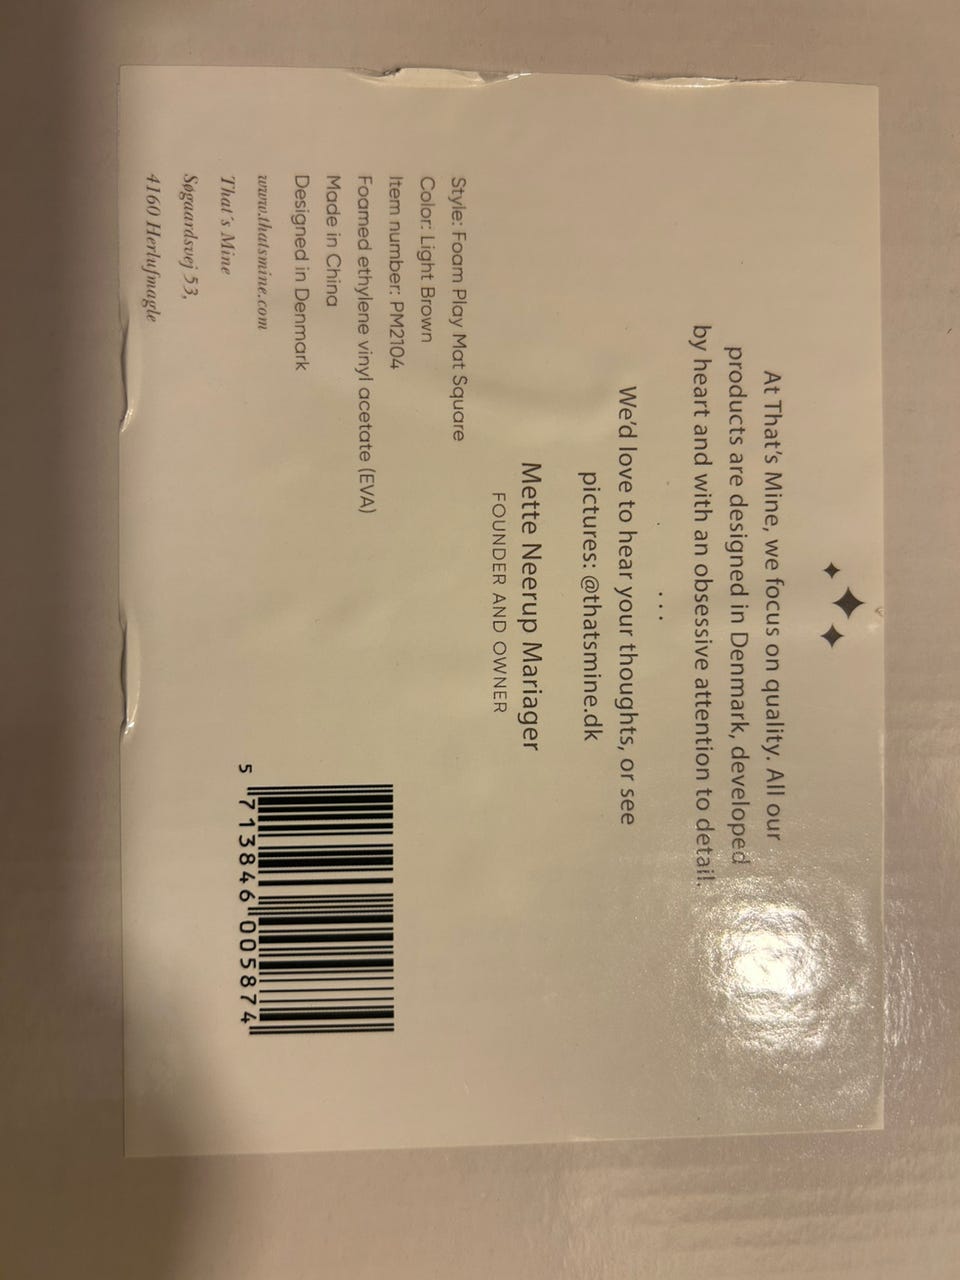 At That's Mine, we focus on quality. All our
products are designed in Denmark, developed
by heart and with an obsessive attention to detail.
...
We'd love to hear your thoughts, or see
pictures: @thatsmine.dk
Mette Neerup Mariager
FOUNDER AND OWNER
Style: Foam Play Mat Square
Color: Light Brown
Item number: PM2104
Foamed ethylene vinyl acetate (EVA)
Made in China
Designed in Denmark
www.thatsmine.com
That's Mine
Søgaardsvej 53,
4160 Herlufmagle
5 713846 005874